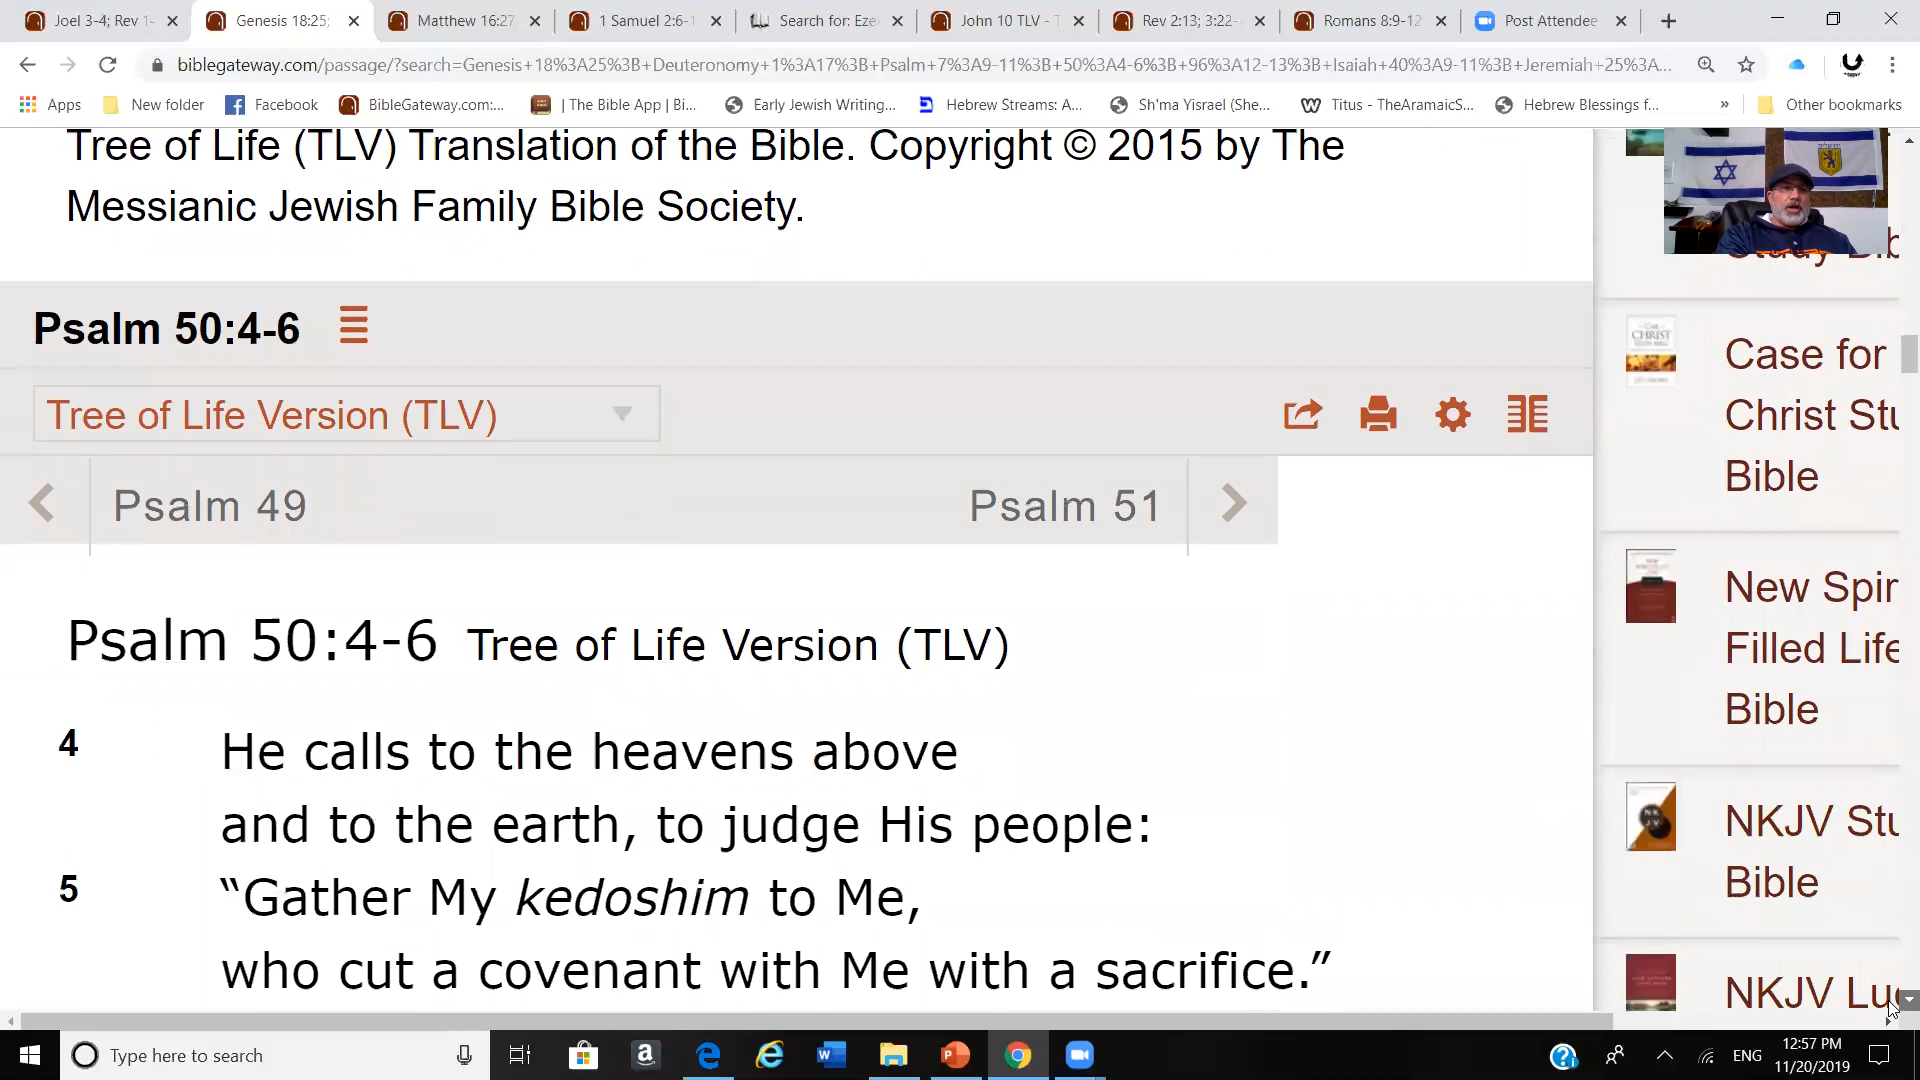 Joel 3-4; Rev 1-
Genesis 18:25;
Matthew 16:27
1 Samuel 2:6-1
Search for: Eze
John 10 TLV - T
Rev 2:13; 3:22-
Romans 8:9-12
Post Attendee
biblegateway.com/passage/?search=Genesis+18%3A25%3B+Deuteronomy+1%3A17%3B+Psalm+7%3A9-11%3B+50%3A4-6%3B+96%3A12-13%3B+Isaiah+40%3A9-11%3B+Jeremiah+25%3A...
Apps
New folder
Facebook
BibleGateway.com:...
| The Bible App | Bi...
Early Jewish Writing...
Hebrew Streams: A...
Sh'ma Yisrael (She...
Titus - TheAramaicS...
Hebrew Blessings f...
»
Other bookmarks
Tree of Life (TLV) Translation of the Bible. Copyright © 2015 by The
Messianic Jewish Family Bible Society.
Psalm 50:4-6
Tree of Life Version (TLV)
Psalm 49
Psalm 51
Psalm 50:4-6 Tree of Life Version (TLV)
4 He calls to the heavens above
and to the earth, to judge His people:
5 “Gather My kedoshim to Me,
who cut a covenant with Me with a sacrifice.”
Case for
Christ Stu
Bible
New Spir
Filled Life
Bible
NKJV Stu
Bible
NKJV Luc
Type here to search
ENG
12:57 PM
11/20/2019